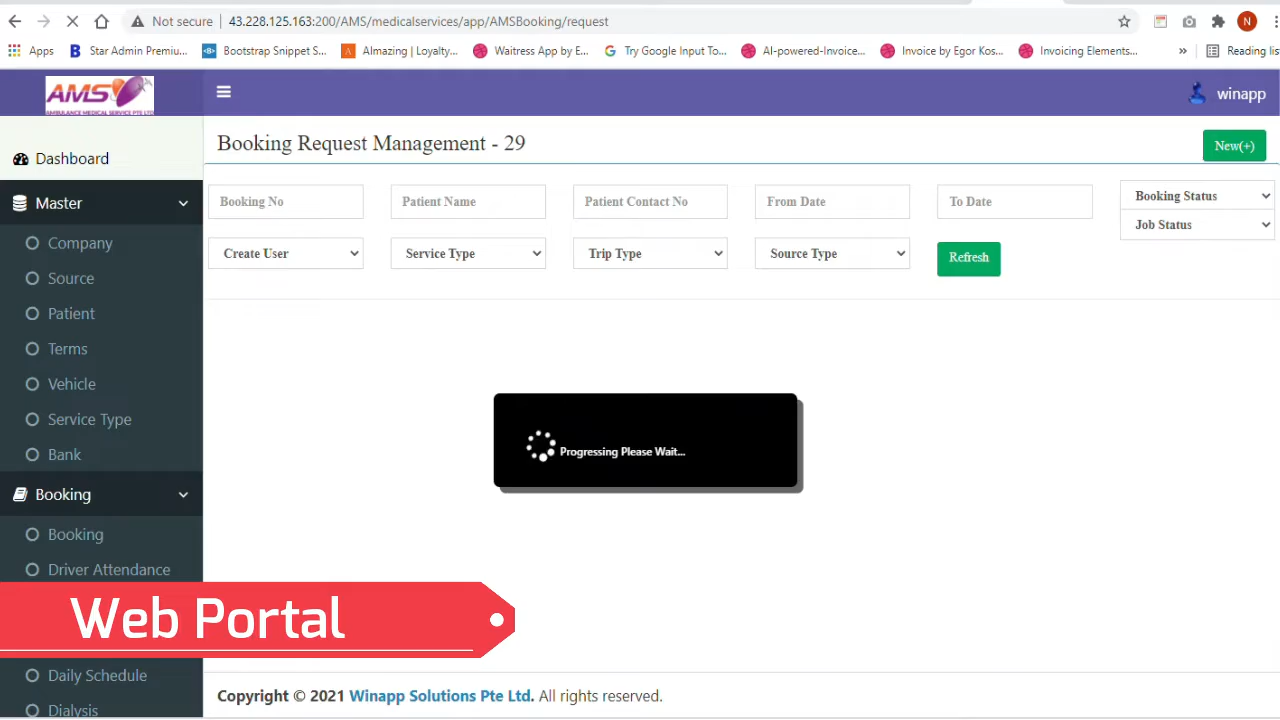 Not secure 43.228.125.163:200/AMS/medicalservices/app/AMSBooking/request N
Apps B Star Admin Premiu... Bootstrap Snippet S... Almazing | Loyalty... Waitress App by E... G Try Google Input To... AI-powered-Invoice... Invoice by Egor Kos... Invoicing Elements... » Reading lis
AMS
AMBULANCE MEDICAL SERVICE PTE LTD
winapp
Booking Request Management - 29
New(+)
Dashboard
Master
Company
Source
Patient
Terms
Vehicle
Service Type
Bank
Booking
Booking
Driver Attendance
Daily Schedule
Dialysis
Booking No Patient Name Patient Contact No From Date To Date Booking Status
Job Status
Create User Service Type Trip Type Source Type Refresh
Progressing Please Wait...
Web Portal
Copyright © 2021 Winapp Solutions Pte Ltd. All rights reserved.